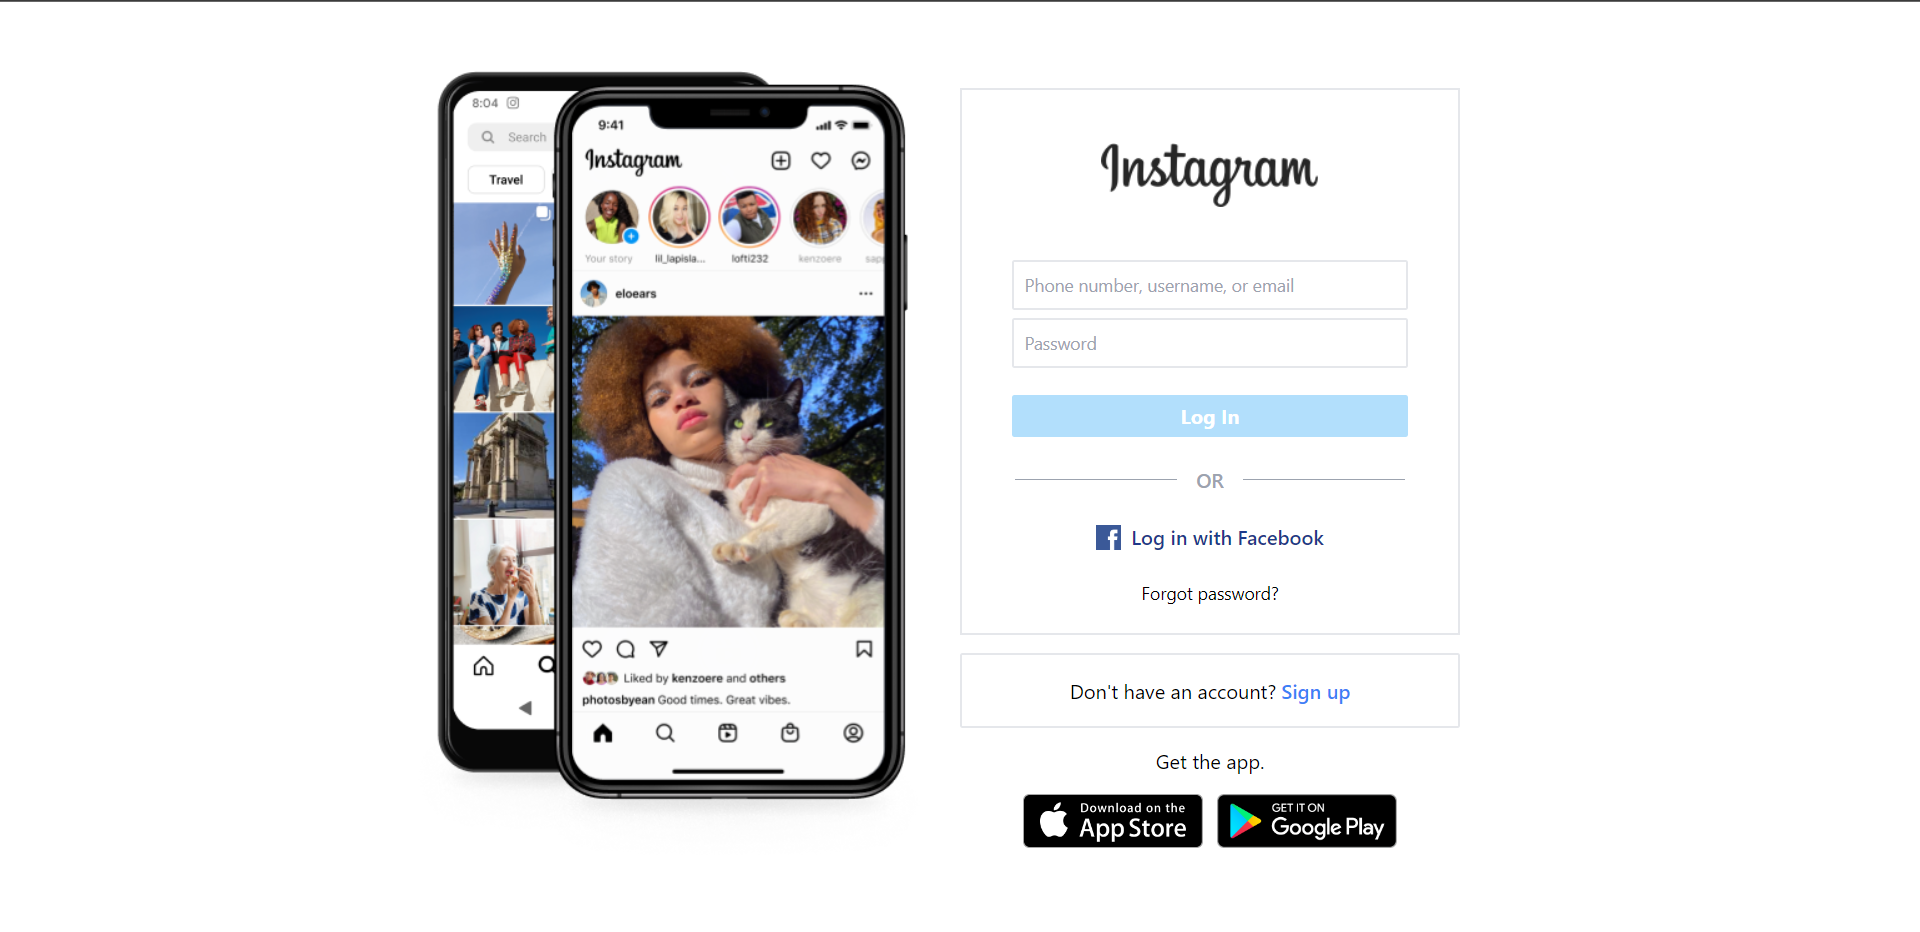 8:04
Search
Travel
9:41
Instagram
Your story
lil_lapisla...
lofti232
kenzoere
sapp
eloears
Liked by kenzoere and others
photosbyean Good times. Great vibes.
Instagram
Phone number, username, or email
Password
Log In
OR
Log in with Facebook
Forgot password?
Don't have an account? Sign up
Get the app.
Download on the
App Store
GET IT ON
Google Play